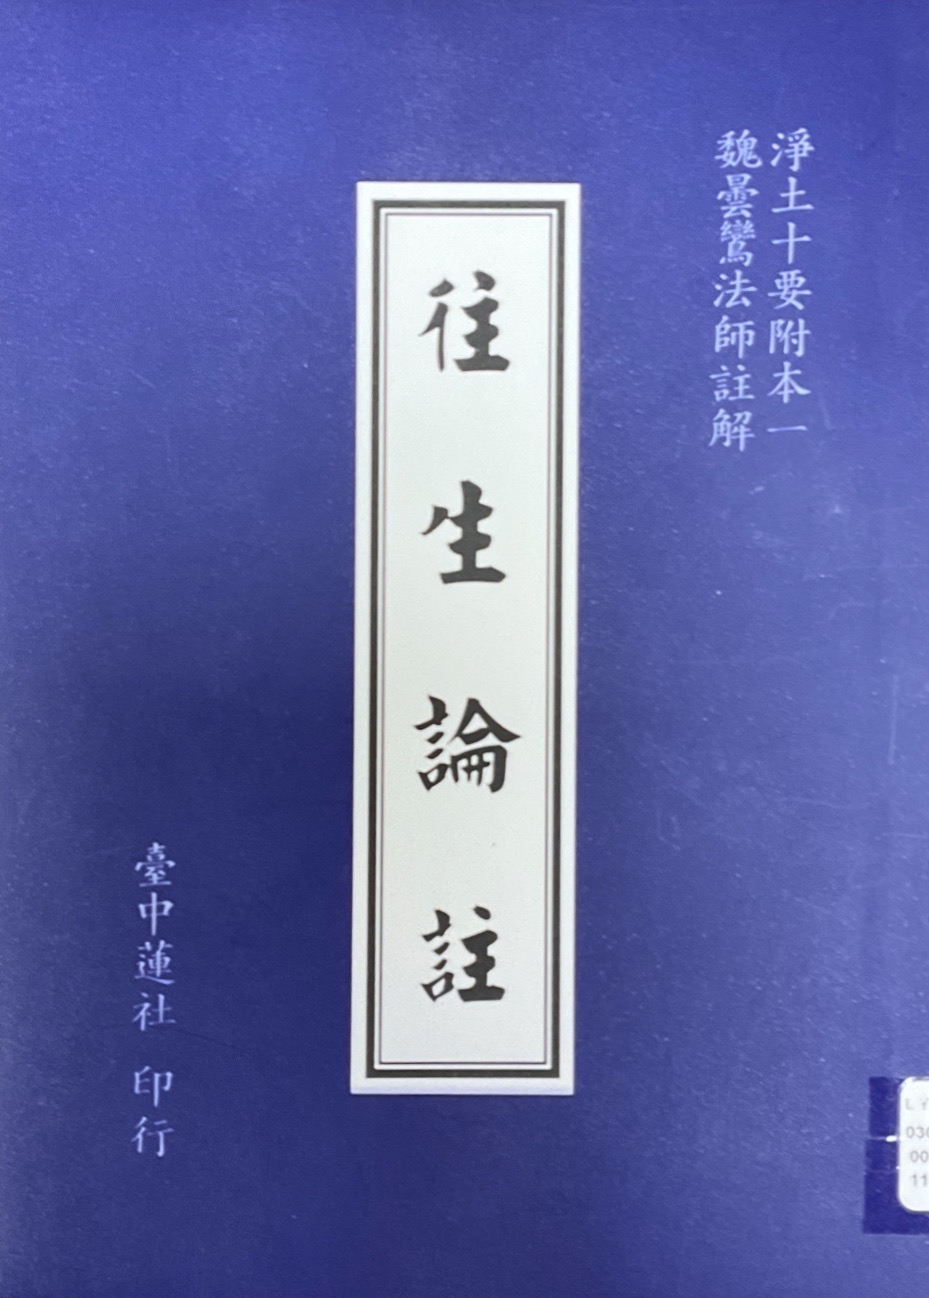 淨土十要附本一
魏曇鸞法師註解
往生論註
臺中蓮社 印行